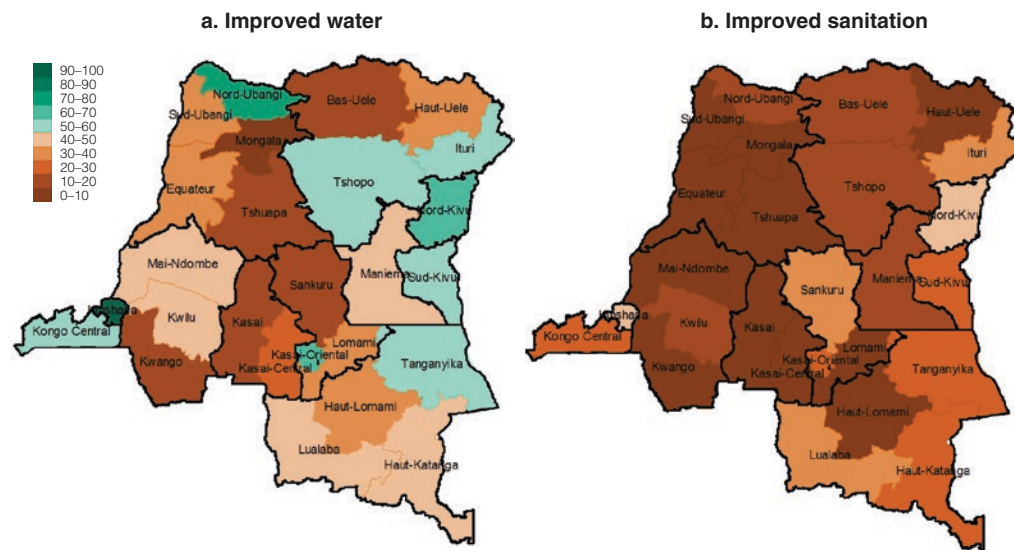 a. Improved water
90–100
80–90
70–80
60–70
50–60
40–50
30–40
20–30
10–20
0–10
Nord-Ubangi
Sud-Ubangi
Bas-Uele
Haut-Uele
Mongala
Ituri
Equateur
Tshopo
Tshuapa
Nord-Kivu
Mai-Ndombe
Maniema
Sud-Kivu
Sankuru
Kinshasa
Kongo Central
Kwilu
Kasai
Kwango
Lomami
Kasai-Oriental
Kasai-Central
Tanganyika
Haut-Lomami
Lualaba
Haut-Katanga
b. Improved sanitation
Nord-Ubangi
Sud-Ubangi
Bas-Uele
Haut-Uele
Mongala
Ituri
Equateur
Tshopo
Tshuapa
Nord-Kivu
Mai-Ndombe
Maniema
Sud-Kivu
Sankuru
Kinshasa
Kongo Central
Kwilu
Kasai
Kwango
Lomami
Kasai-Oriental
Kasai-Central
Tanganyika
Haut-Lomami
Lualaba
Haut-Katanga